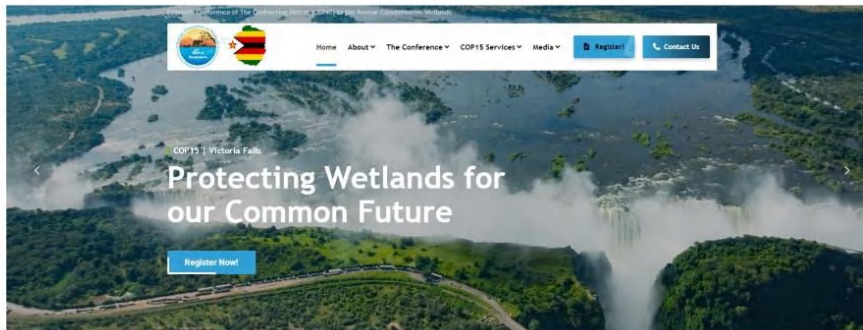 Conference of The Contracting Parties (COP15) to the Ramsar Convention on Wetlands
Home About The Conference COP15 Services Media Register! Contact Us
COP15 | Victoria Falls
Protecting Wetlands for
our Common Future
Register Now!